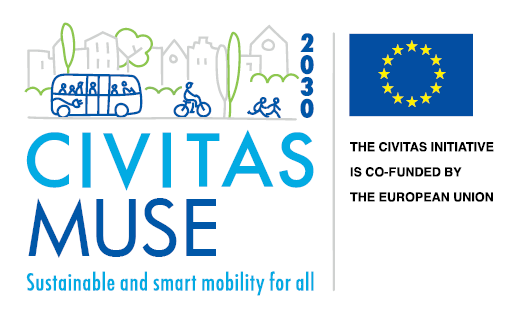 2030
CIVITAS
MUSE
Sustainable and smart mobility for all
THE CIVITAS INITIATIVE
IS CO-FUNDED BY
THE EUROPEAN UNION